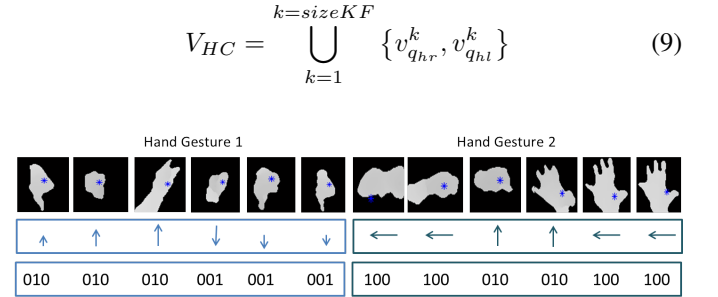 V_{HC} = \bigcup_{k=1}^{k=sizeKF} \{ v^k_{q_{hr}}, v^k_{q_{hl}} \} (9)
Hand Gesture 1 Hand Gesture 2
↑ ↑ ↑ ↓ ↓ ↓ ← ← ↑ ↑ ← ←
010 010 010 001 001 001 100 100 010 010 100 100